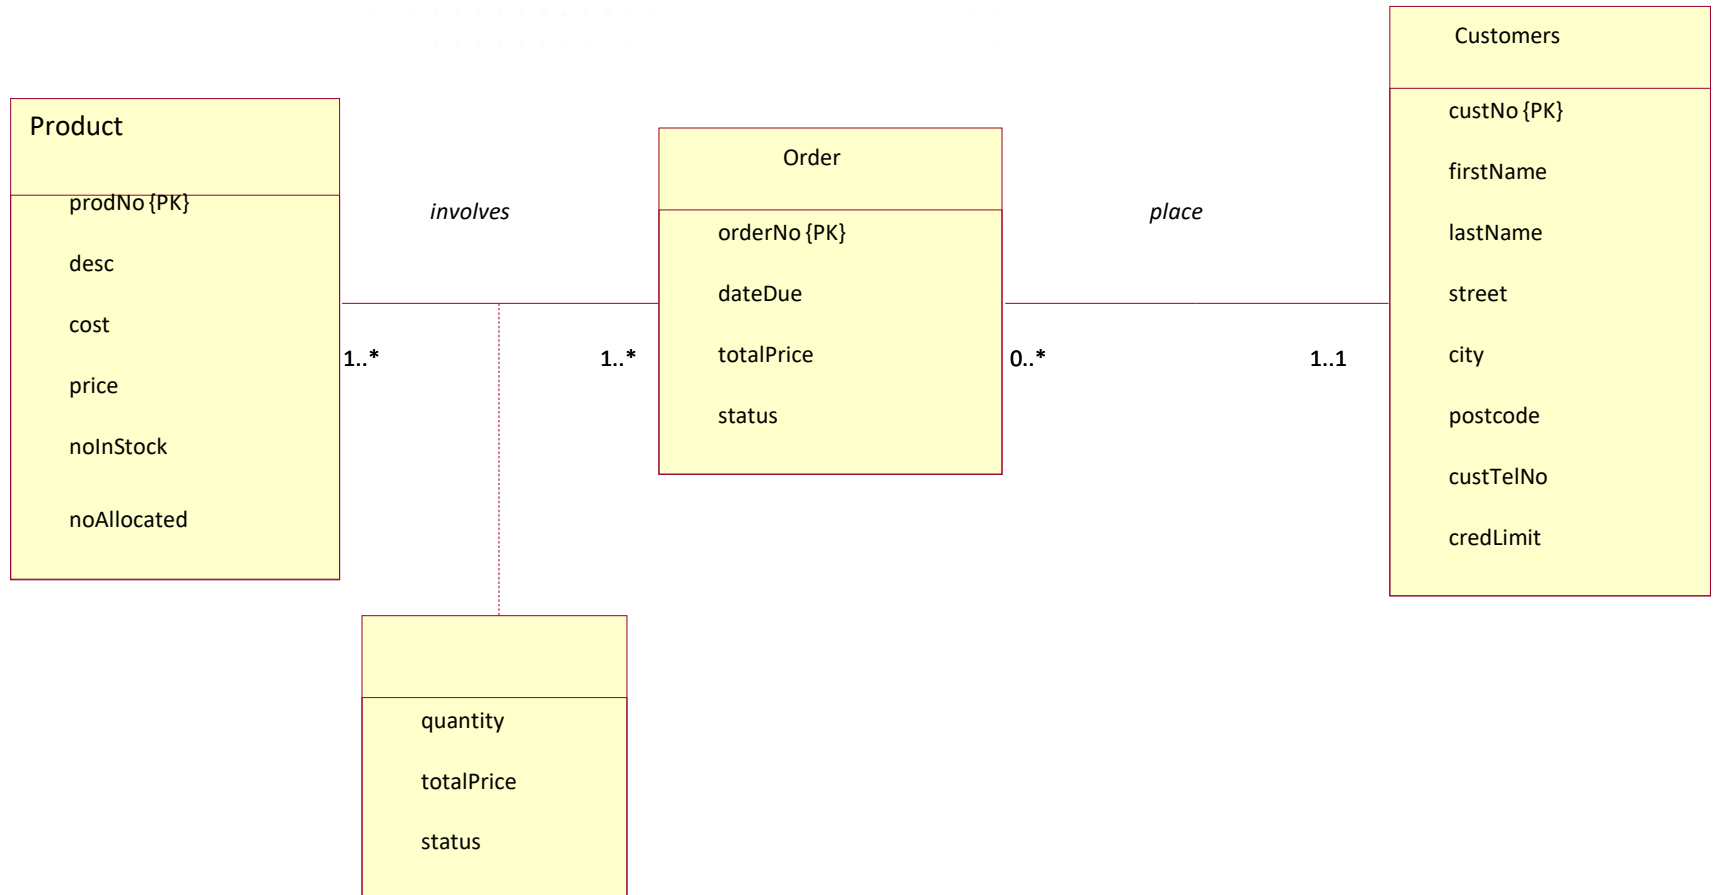 Product
prodNo {PK}
desc
cost
price
noInStock
noAllocated
involves
1..*
1..*
Order
orderNo {PK}
dateDue
totalPrice
status
place
0..*
1..1
Customers
custNo {PK}
firstName
lastName
street
city
postcode
custTelNo
credLimit
quantity
totalPrice
status